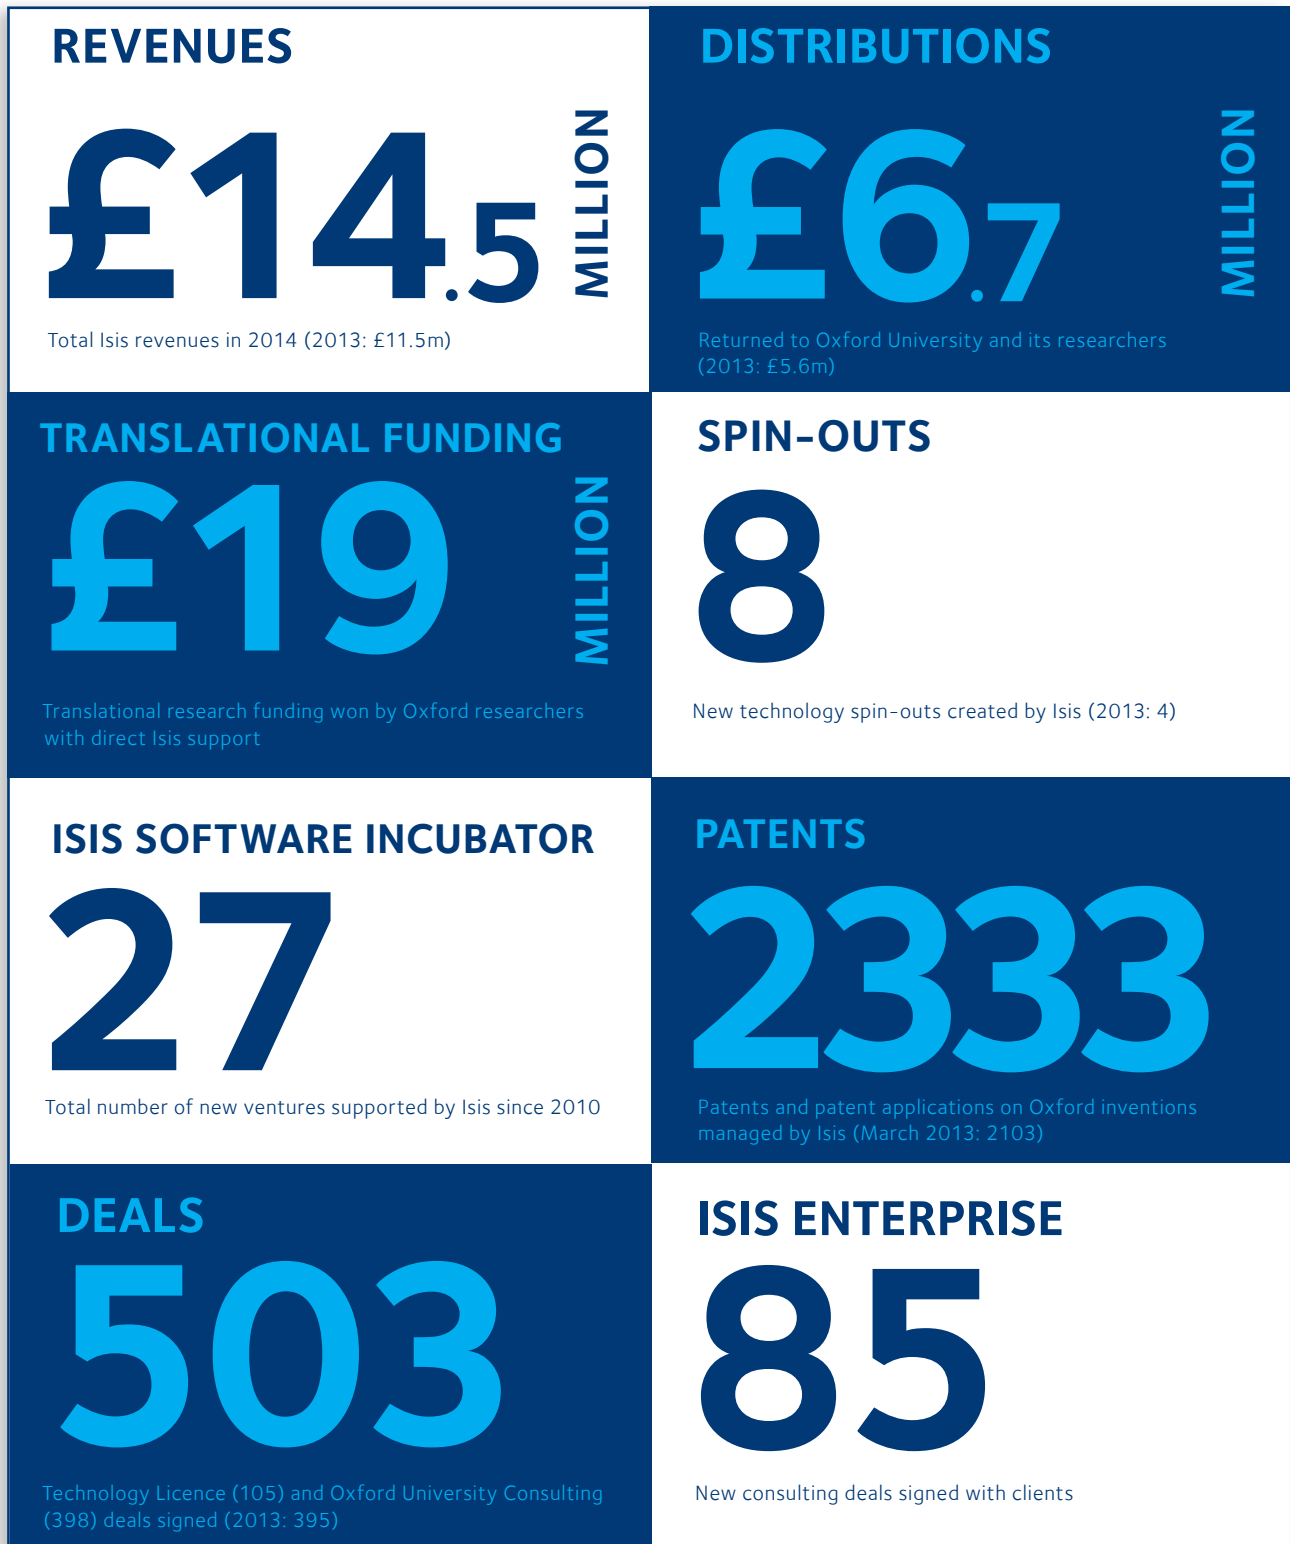 REVENUES
£14.5 MILLION
Total Isis revenues in 2014 (2013: £11.5m)
DISTRIBUTIONS
£6.7 MILLION
Returned to Oxford University and its researchers
(2013: £5.6m)
TRANSLATIONAL FUNDING
£19 MILLION
Translational research funding won by Oxford researchers
with direct Isis support
SPIN-OUTS
8
New technology spin-outs created by Isis (2013: 4)
ISIS SOFTWARE INCUBATOR
27
Total number of new ventures supported by Isis since 2010
PATENTS
2333
Patents and patent applications on Oxford inventions
managed by Isis (March 2013: 2103)
DEALS
503
Technology Licence (105) and Oxford University Consulting
(398) deals signed (2013: 395)
ISIS ENTERPRISE
85
New consulting deals signed with clients